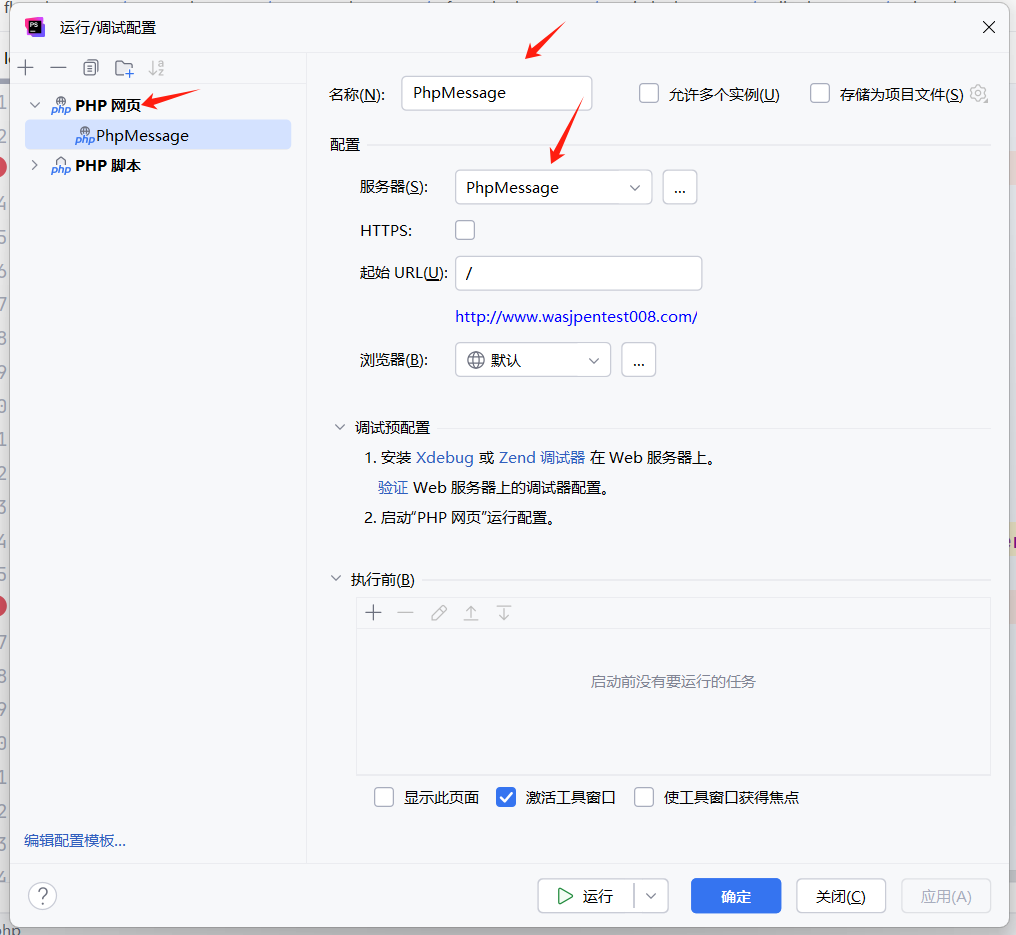 运行/调试配置
PHP 网页
PhpMessage
PHP 脚本
编辑配置模板...
名称(N): PhpMessage 允许多个实例(U) 存储为项目文件(S)
配置
服务器(S): PhpMessage ...
HTTPS:
起始 URL(U): /
http://www.wasjpentest008.com/
浏览器(B): 默认 ...
调试预配置
1. 安装 Xdebug 或 Zend 调试器 在 Web 服务器上。
验证 Web 服务器上的调试器配置。
2. 启动“PHP 网页”运行配置。
执行前(B)
启动前没有要运行的任务
显示此页面 激活工具窗口 使工具窗口获得焦点
? 运行 确定 关闭(C) 应用(A)